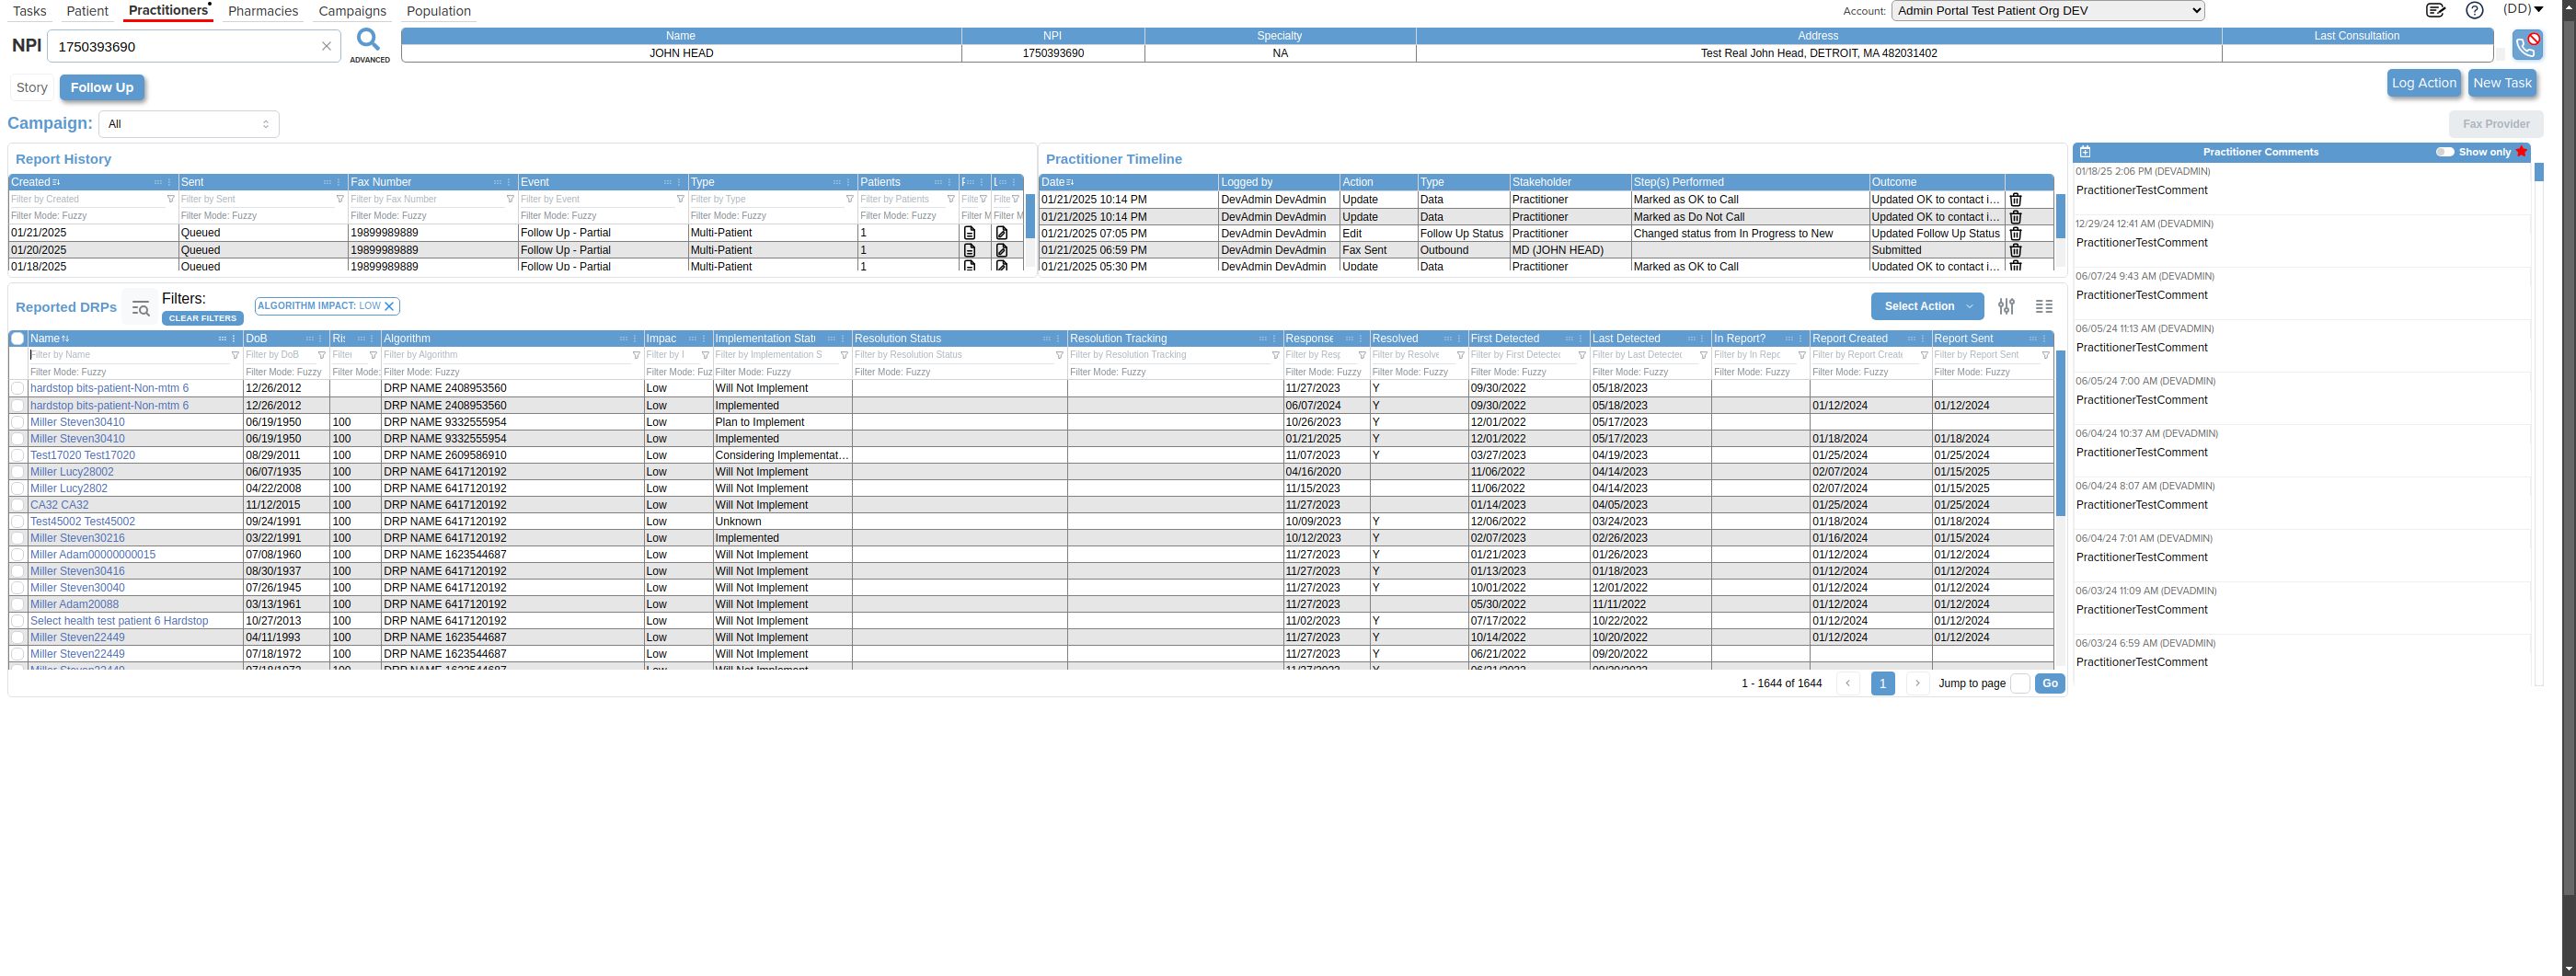 Tasks Patient Practitioners Pharmacies Campaigns Population Account: Admin Portal Test Patient Org DEV (DD)
NPI 1750393690 ADVANCED
Name NPI Specialty Address Last Consultation
JOHN HEAD 1750393690 NA Test Real John Head, DETROIT, MA 482031402
Story Follow Up Log Action New Task
Campaign: All Fax Provider
Report History
Created Sent Fax Number Event Type Patients
Filter by Created Filter by Sent Filter by Fax Number Filter by Event Filter by Type Filter by Patients Filte Filte
Filter Mode: Fuzzy Filter Mode: Fuzzy Filter Mode: Fuzzy Filter Mode: Fuzzy Filter Mode: Fuzzy Filter Mode: Fuzzy Filter M Filter M
01/21/2025 Queued 19899989889 Follow Up - Partial Multi-Patient 1
01/20/2025 Queued 19899989889 Follow Up - Partial Multi-Patient 1
01/18/2025 Queued 19899989889 Follow Up - Partial Multi-Patient 1
Practitioner Timeline
Date Logged by Action Type Stakeholder Step(s) Performed Outcome
01/21/2025 10:14 PM DevAdmin DevAdmin Update Data Practitioner Marked as OK to Call Updated OK to contact i...
01/21/2025 10:14 PM DevAdmin DevAdmin Update Data Practitioner Marked as Do Not Call Updated OK to contact i...
01/21/2025 07:05 PM DevAdmin DevAdmin Edit Follow Up Status Practitioner Changed status from In Progress to New Updated Follow Up Status
01/21/2025 06:59 PM DevAdmin DevAdmin Fax Sent Outbound MD (JOHN HEAD) Submitted
01/21/2025 05:30 PM DevAdmin DevAdmin Update Data Practitioner Marked as OK to Call Updated OK to contact i...
Reported DRPs Filters: CLEAR FILTERS ALGORITHM IMPACT: LOW Select Action
Name DoB Ris Algorithm Impac Implementation Statu Resolution Status Resolution Tracking Response Resolved First Detected Last Detected In Report? Report Created Report Sent
Filter by Name Filter by DoB Filter Filter by Algorithm Filter by I Filter by Implementation S Filter by Resolution Status Filter by Resolution Tracking Filter by Resp Filter by Resolve Filter by First Detected Filter by Last Detected Filter by In Repo Filter by Report Create Filter by Report Sent
Filter Mode: Fuzzy Filter Mode: Fuzzy Filter Mode: Filter Mode: Fuzzy Filter Mode: Fuz Filter Mode: Fuzzy Filter Mode: Fuzzy Filter Mode: Fuzzy Filter Mode: Fuzzy Filter Mode: Fuzzy Filter Mode: Fuzzy Filter Mode: Fuzzy Filter Mode: Fuzzy Filter Mode: Fuzzy Filter Mode: Fuzzy
hardstop bits-patient-Non-mtm 6 12/26/2012 DRP NAME 2408953560 Low Will Not Implement 11/27/2023 Y 09/30/2022 05/18/2023
hardstop bits-patient-Non-mtm 6 12/26/2012 DRP NAME 2408953560 Low Implemented 06/07/2024 Y 09/30/2022 05/18/2023 01/12/2024 01/12/2024
Miller Steven30410 06/19/1950 100 DRP NAME 9332555954 Low Plan to Implement 10/26/2023 Y 12/01/2022 05/17/2023
Miller Steven30410 06/19/1950 100 DRP NAME 9332555954 Low Implemented 01/21/2025 Y 12/01/2022 05/17/2023 01/18/2024 01/18/2024
Test17020 Test17020 08/29/2011 100 DRP NAME 2609586910 Low Considering Implementat... 11/07/2023 Y 03/27/2023 04/19/2023 01/25/2024 01/25/2024
Miller Lucy28002 06/07/1935 100 DRP NAME 6417120192 Low Will Not Implement 04/16/2020 11/06/2022 04/14/2023 02/07/2024 01/15/2025
Miller Lucy2802 04/22/2008 100 DRP NAME 6417120192 Low Will Not Implement 11/15/2023 11/06/2022 04/14/2023 02/07/2024 01/15/2025
CA32 CA32 11/12/2015 100 DRP NAME 6417120192 Low Will Not Implement 11/27/2023 Y 01/14/2023 04/05/2023 01/25/2024 01/25/2024
Test45002 Test45002 09/24/1991 100 DRP NAME 6417120192 Low Unknown 10/09/2023 Y 12/06/2022 03/24/2023 01/18/2024 01/18/2024
Miller Steven30216 03/22/1991 100 DRP NAME 6417120192 Low Implemented 10/12/2023 Y 02/07/2023 02/26/2023 01/16/2024 01/15/2024
Miller Adam00000000015 07/08/1960 100 DRP NAME 1623544687 Low Will Not Implement 11/27/2023 Y 01/21/2023 01/26/2023 01/12/2024 01/12/2024
Miller Steven30416 08/30/1937 100 DRP NAME 6417120192 Low Will Not Implement 11/27/2023 Y 01/13/2023 01/18/2023 01/12/2024 01/12/2024
Miller Steven30040 07/26/1945 100 DRP NAME 6417120192 Low Will Not Implement 11/27/2023 Y 10/01/2022 12/01/2022 01/12/2024 01/12/2024
Miller Adam20088 03/13/1961 100 DRP NAME 6417120192 Low Will Not Implement 11/27/2023 05/30/2022 11/11/2022 01/12/2024 01/12/2024
Select health test patient 6 Hardstop 10/27/2013 100 DRP NAME 6417120192 Low Will Not Implement 11/02/2023 Y 07/17/2022 10/22/2022 01/12/2024 01/12/2024
Miller Steven22449 04/11/1993 100 DRP NAME 1623544687 Low Will Not Implement 11/27/2023 Y 10/14/2022 10/20/2022 01/12/2024 01/12/2024
Miller Steven22449 07/18/1972 100 DRP NAME 1623544687 Low Will Not Implement 11/27/2023 Y 06/21/2022 09/20/2022
1 - 1644 of 1644 1 Jump to page Go
Practitioner Comments Show only
01/18/25 2:06 PM (DEVADMIN)
PractitionerTestComment
12/29/24 12:41 AM (DEVADMIN)
PractitionerTestComment
06/07/24 9:43 AM (DEVADMIN)
PractitionerTestComment
06/05/24 11:13 AM (DEVADMIN)
PractitionerTestComment
06/05/24 7:00 AM (DEVADMIN)
PractitionerTestComment
06/04/24 10:37 AM (DEVADMIN)
PractitionerTestComment
06/04/24 8:07 AM (DEVADMIN)
PractitionerTestComment
06/04/24 7:01 AM (DEVADMIN)
PractitionerTestComment
06/03/24 11:09 AM (DEVADMIN)
PractitionerTestComment
06/03/24 6:59 AM (DEVADMIN)
PractitionerTestComment